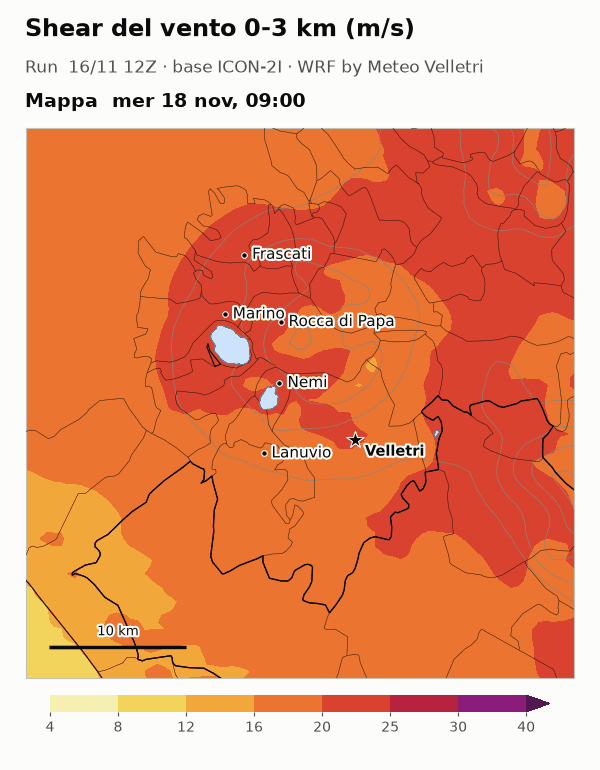 Shear del vento 0-3 km (m/s)
Run  16/11 12Z · base ICON-2I · WRF by Meteo Velletri
Mappa  mer 18 nov, 09:00
Frascati
Marino
Rocca di Papa
Nemi
Velletri
Lanuvio
10 km
4 8 12 16 20 25 30 40